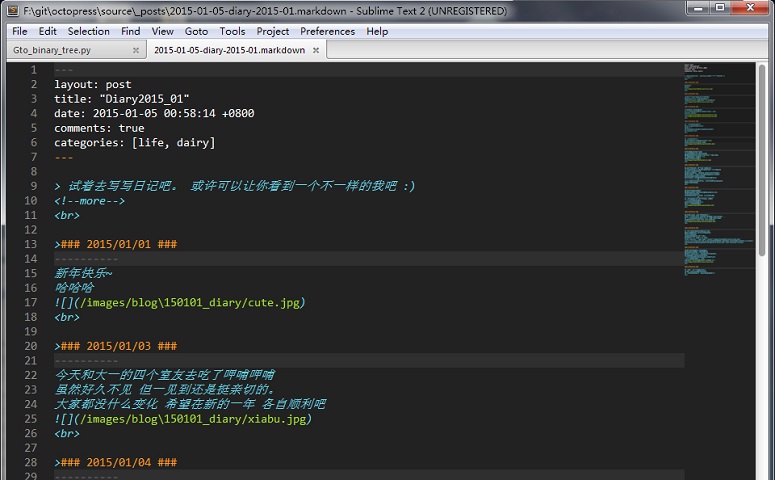 F:\git\octopress\source\_posts\2015-01-05-diary-2015-01.markdown - Sublime Text 2 (UNREGISTERED)
File Edit Selection Find View Goto Tools Project Preferences Help
Gto_binary_tree.py 2015-01-05-diary-2015-01.markdown
1 ---
2 layout: post
3 title: "Diary2015_01"
4 date: 2015-01-05 00:58:14 +0800
5 comments: true
6 categories: [life, dairy]
7 ---
8
9 > 试着去写写日记吧。 或许可以让你看到一个不一样的我吧 :)
10 <!--more-->
11 <br>
12
13 >### 2015/01/01 ###
14 ----------
15 新年快乐~
16 哈哈哈
17 ![](/images/blog\150101_diary/cute.jpg)
18 <br>
19
20 >### 2015/01/03 ###
21 ----------
22 今天和大一的四个室友去吃了呷哺呷哺
23 虽然好久不见 但一见到还是挺亲切的。
24 大家都没什么变化 希望在新的一年 各自顺利吧
25 ![](/images/blog\150101_diary/xiabu.jpg)
26 <br>
27
28 >### 2015/01/04 ###
29 ----------